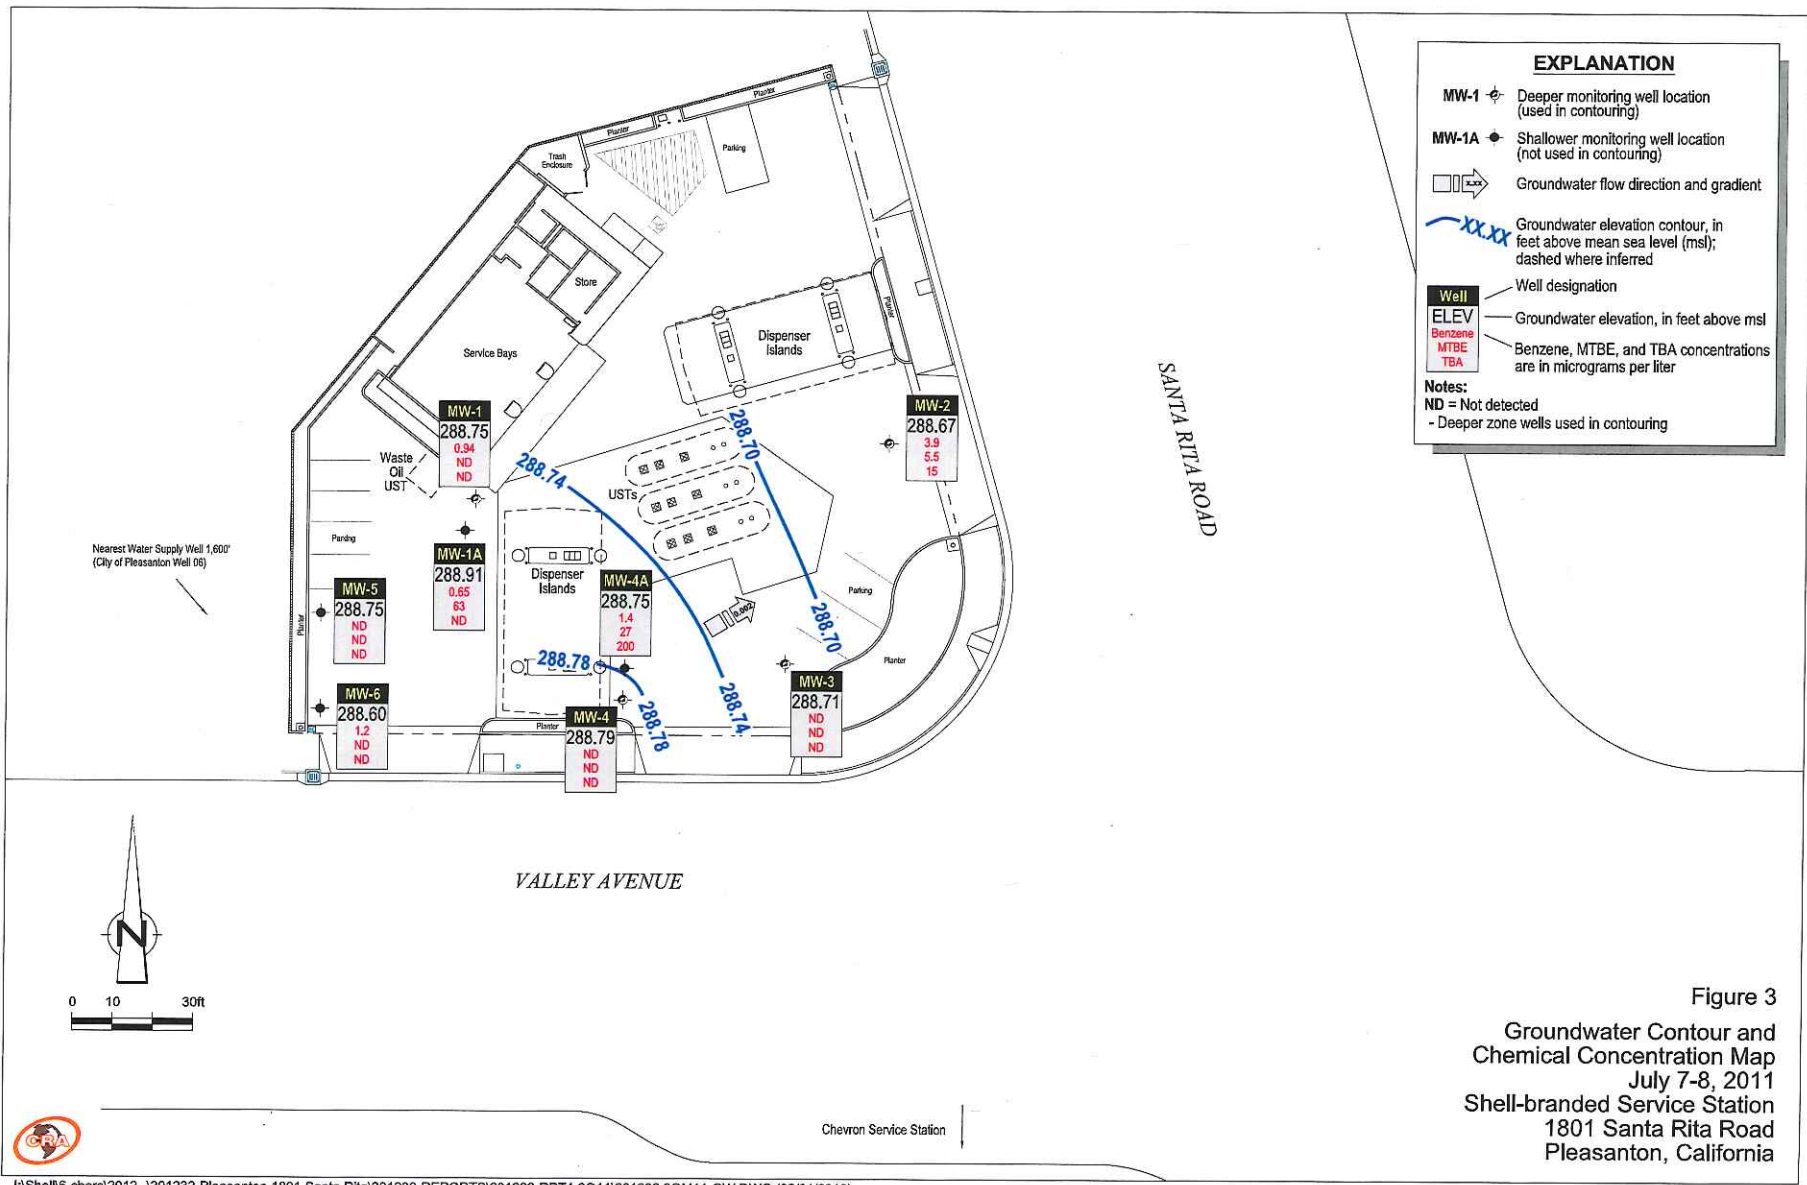 EXPLANATION
MW-1 Deeper monitoring well location
(used in contouring)
MW-1A Shallower monitoring well location
(not used in contouring)
x.xx Groundwater flow direction and gradient
XX.XX Groundwater elevation contour, in
feet above mean sea level (msl);
dashed where inferred
Well
ELEV
Benzene
MTBE
TBA
Well designation
Groundwater elevation, in feet above msl
Benzene, MTBE, and TBA concentrations
are in micrograms per liter
Notes:
ND = Not detected
- Deeper zone wells used in contouring
Planter
Planter
Trash
Enclosure
Parking
Store
Service Bays
Dispenser
Islands
Planter
MW-1
288.75
0.94
ND
ND
MW-2
288.67
3.9
5.5
15
Waste
Oil
UST
288.74
288.70
USTs
SANTA RITA ROAD
Parking
Nearest Water Supply Well 1,600'
(City of Pleasanton Well 06)
MW-1A
288.91
0.65
63
ND
Dispenser
Islands
MW-5
288.75
ND
ND
ND
MW-4A
288.75
1.4
27
200
Parking
0.002
288.70
Planter
288.78
Planter
MW-6
288.60
1.2
ND
ND
288.74
288.78
MW-3
288.71
ND
ND
ND
Planter
MW-4
288.79
ND
ND
ND
VALLEY AVENUE
N
0 10 30ft
Figure 3
Groundwater Contour and
Chemical Concentration Map
July 7-8, 2011
Shell-branded Service Station
1801 Santa Rita Road
Pleasanton, California
Chevron Service Station
CRA